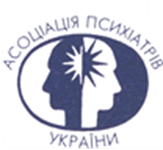 АСОЦІАЦІЯ ПСИХІАТРІВ
УКРАЇНИ